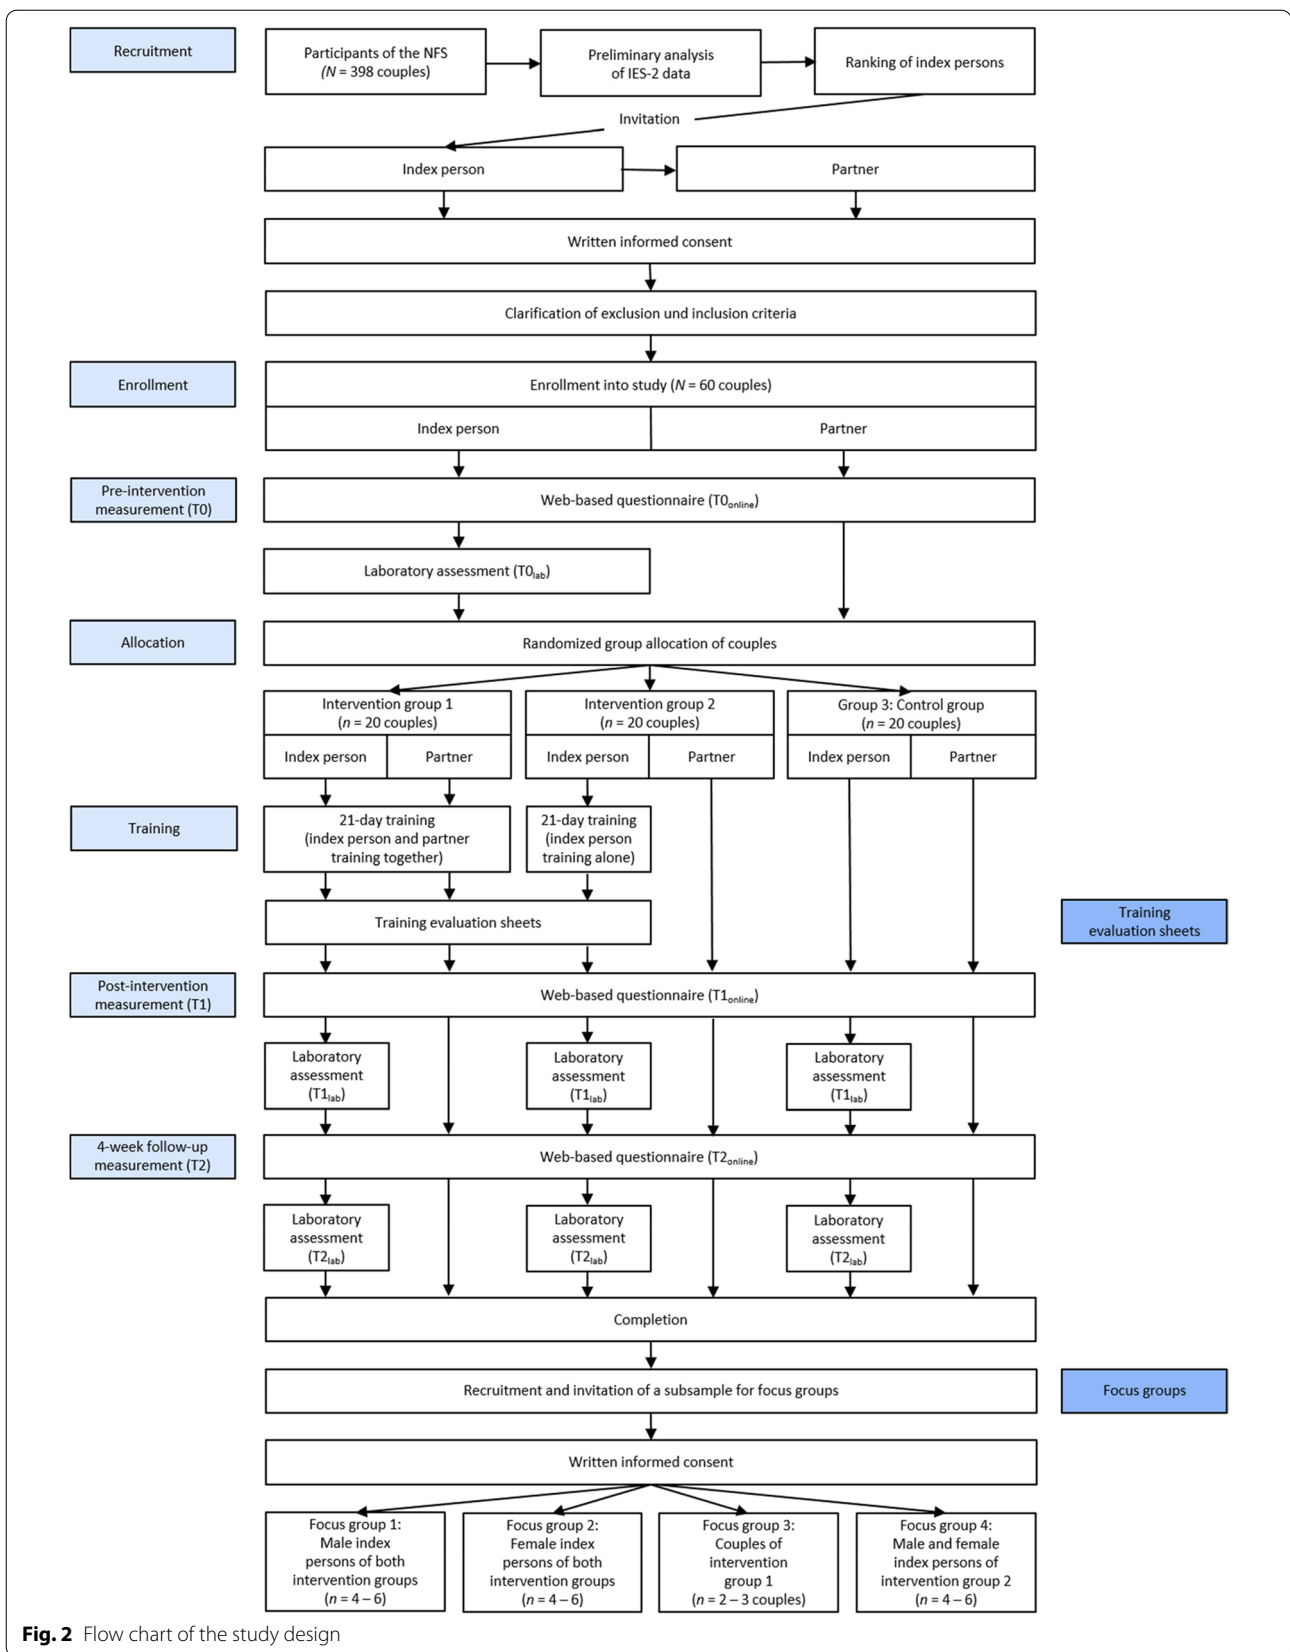 Recruitment
Participants of the NFS
(N = 398 couples)
Preliminary analysis
of IES-2 data
Ranking of index persons
Invitation
Index person
Partner
Written informed consent
Clarification of exclusion und inclusion criteria
Enrollment
Enrollment into study (N = 60 couples)
Index person
Partner
Pre-intervention
measurement (T0)
Web-based questionnaire (T0online)
Laboratory assessment (T0lab)
Allocation
Randomized group allocation of couples
Intervention group 1
(n = 20 couples)
Index person
Partner
Intervention group 2
(n = 20 couples)
Index person
Partner
Group 3: Control group
(n = 20 couples)
Index person
Partner
Training
21-day training
(index person and partner
training together)
21-day training
(index person
training alone)
Training evaluation sheets
Training
evaluation sheets
Post-intervention
measurement (T1)
Web-based questionnaire (T1online)
Laboratory
assessment
(T1lab)
Laboratory
assessment
(T1lab)
Laboratory
assessment
(T1lab)
4-week follow-up
measurement (T2)
Web-based questionnaire (T2online)
Laboratory
assessment
(T2lab)
Laboratory
assessment
(T2lab)
Laboratory
assessment
(T2lab)
Completion
Recruitment and invitation of a subsample for focus groups
Focus groups
Written informed consent
Focus group 1:
Male index
persons of both
intervention groups
(n = 4 – 6)
Focus group 2:
Female index
persons of both
intervention groups
(n = 4 – 6)
Focus group 3:
Couples of
intervention
group 1
(n = 2 – 3 couples)
Focus group 4:
Male and female
index persons of
intervention group 2
(n = 4 – 6)
Fig. 2 Flow chart of the study design